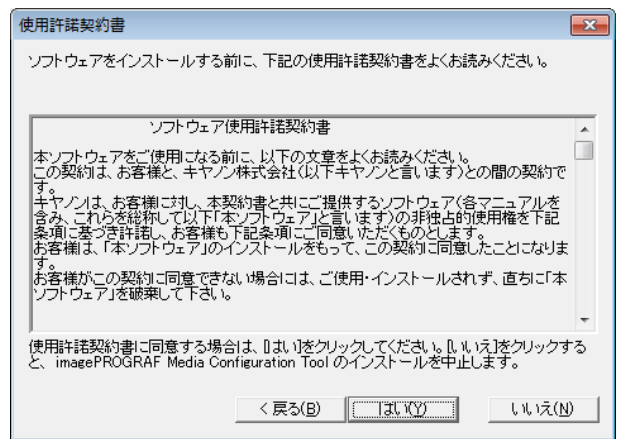 使用許諾契約書
ソフトウェアをインストールする前に、下記の使用許諾契約書をよくお読みください。
ソフトウェア使用許諾契約書
本ソフトウェアをご使用になる前に、以下の文章をよくお読みください。
この契約は、お客様と、キヤノン株式会社(以下キヤノンと言います)との間の契約で
す。
キヤノンは、お客様に対し、本契約書と共にご提供するソフトウェア(各マニュアルを
含み、これらを総称して以下「本ソフトウェア」と言います)の非独占的使用権を下記
条項に基づき許諾し、お客様も下記条項にご同意いただくものとします。
お客様は、「本ソフトウェア」のインストールをもって、この契約に同意したことになりま
す。
お客様がこの契約に同意できない場合には、ご使用・インストールされず、直ちに「本
ソフトウェア」を破棄して下さい。
使用許諾契約書に同意する場合は、[はい]をクリックしてください。[いいえ]をクリックする
と、imagePROGRAF Media Configuration Tool のインストールを中止します。
< 戻る(B) はい(Y) いいえ(N)